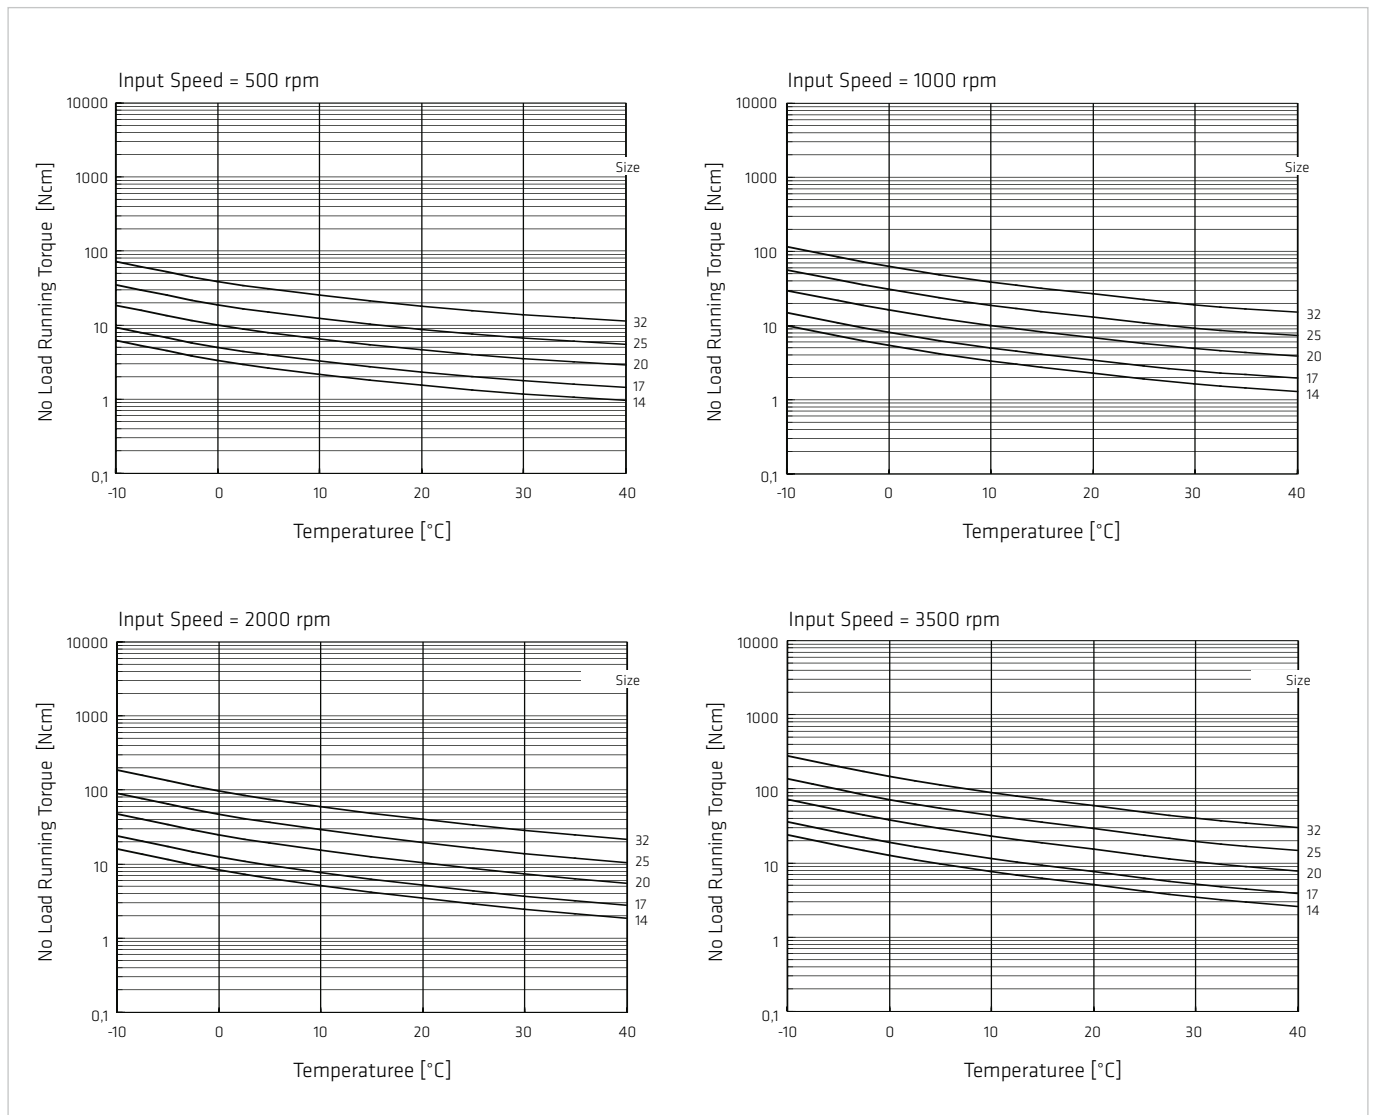 Input Speed = 500 rpm
No Load Running Torque [Ncm]
10000
1000
100
10
1
0,1
Size
32
25
20
17
14
-10 0 10 20 30 40
Temperaturee [°C]
Input Speed = 1000 rpm
No Load Running Torque [Ncm]
10000
1000
100
10
1
0,1
Size
32
25
20
17
14
-10 0 10 20 30 40
Temperaturee [°C]
Input Speed = 2000 rpm
No Load Running Torque [Ncm]
10000
1000
100
10
1
0,1
Size
32
25
20
17
14
-10 0 10 20 30 40
Temperaturee [°C]
Input Speed = 3500 rpm
No Load Running Torque [Ncm]
10000
1000
100
10
1
0,1
Size
32
25
20
17
14
-10 0 10 20 30 40
Temperaturee [°C]